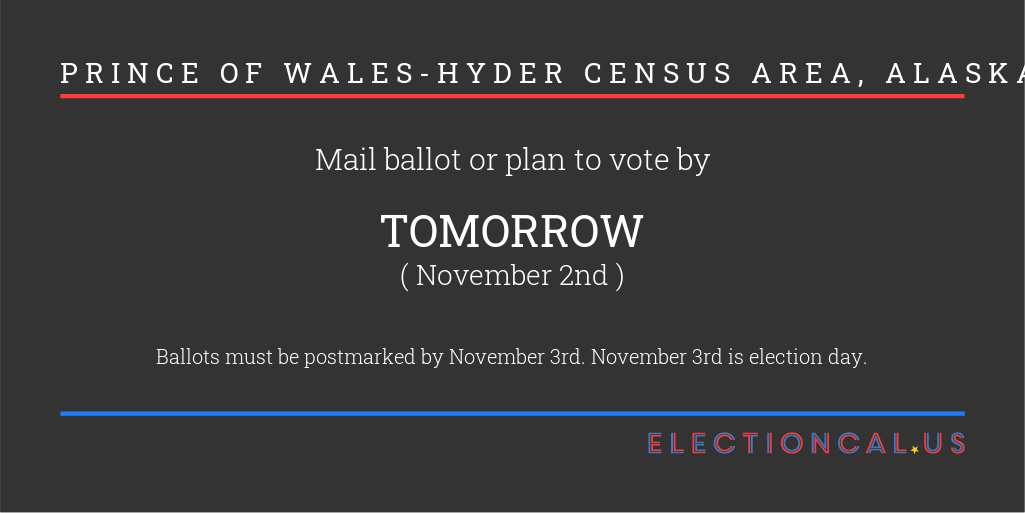 PRINCE OF WALES-HYDER CENSUS AREA, ALASKA
Mail ballot or plan to vote by
TOMORROW
( November 2nd )
Ballots must be postmarked by November 3rd. November 3rd is election day.
ELECTIONCAL.US